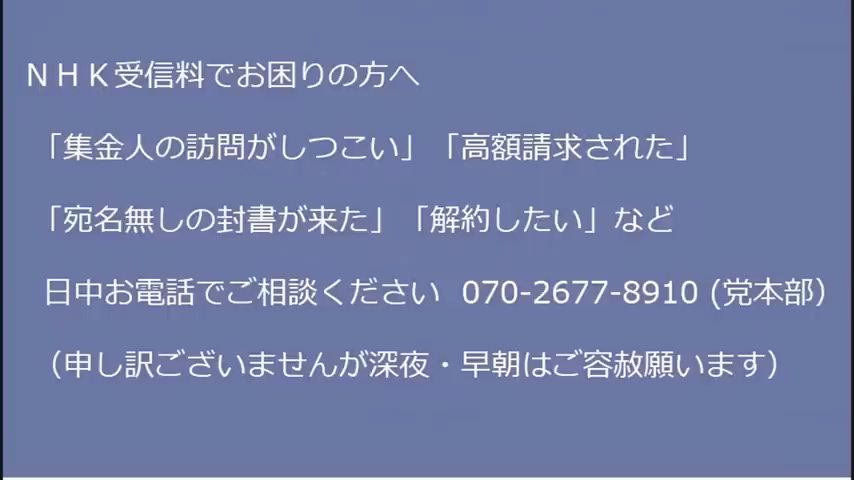 ＮＨＫ受信料でお困りの方へ
「集金人の訪問がしつこい」「高額請求された」
「宛名無しの封書が来た」「解約したい」など
日中お電話でご相談ください 070-2677-8910 (党本部）
（申し訳ございませんが深夜・早朝はご容赦願います）